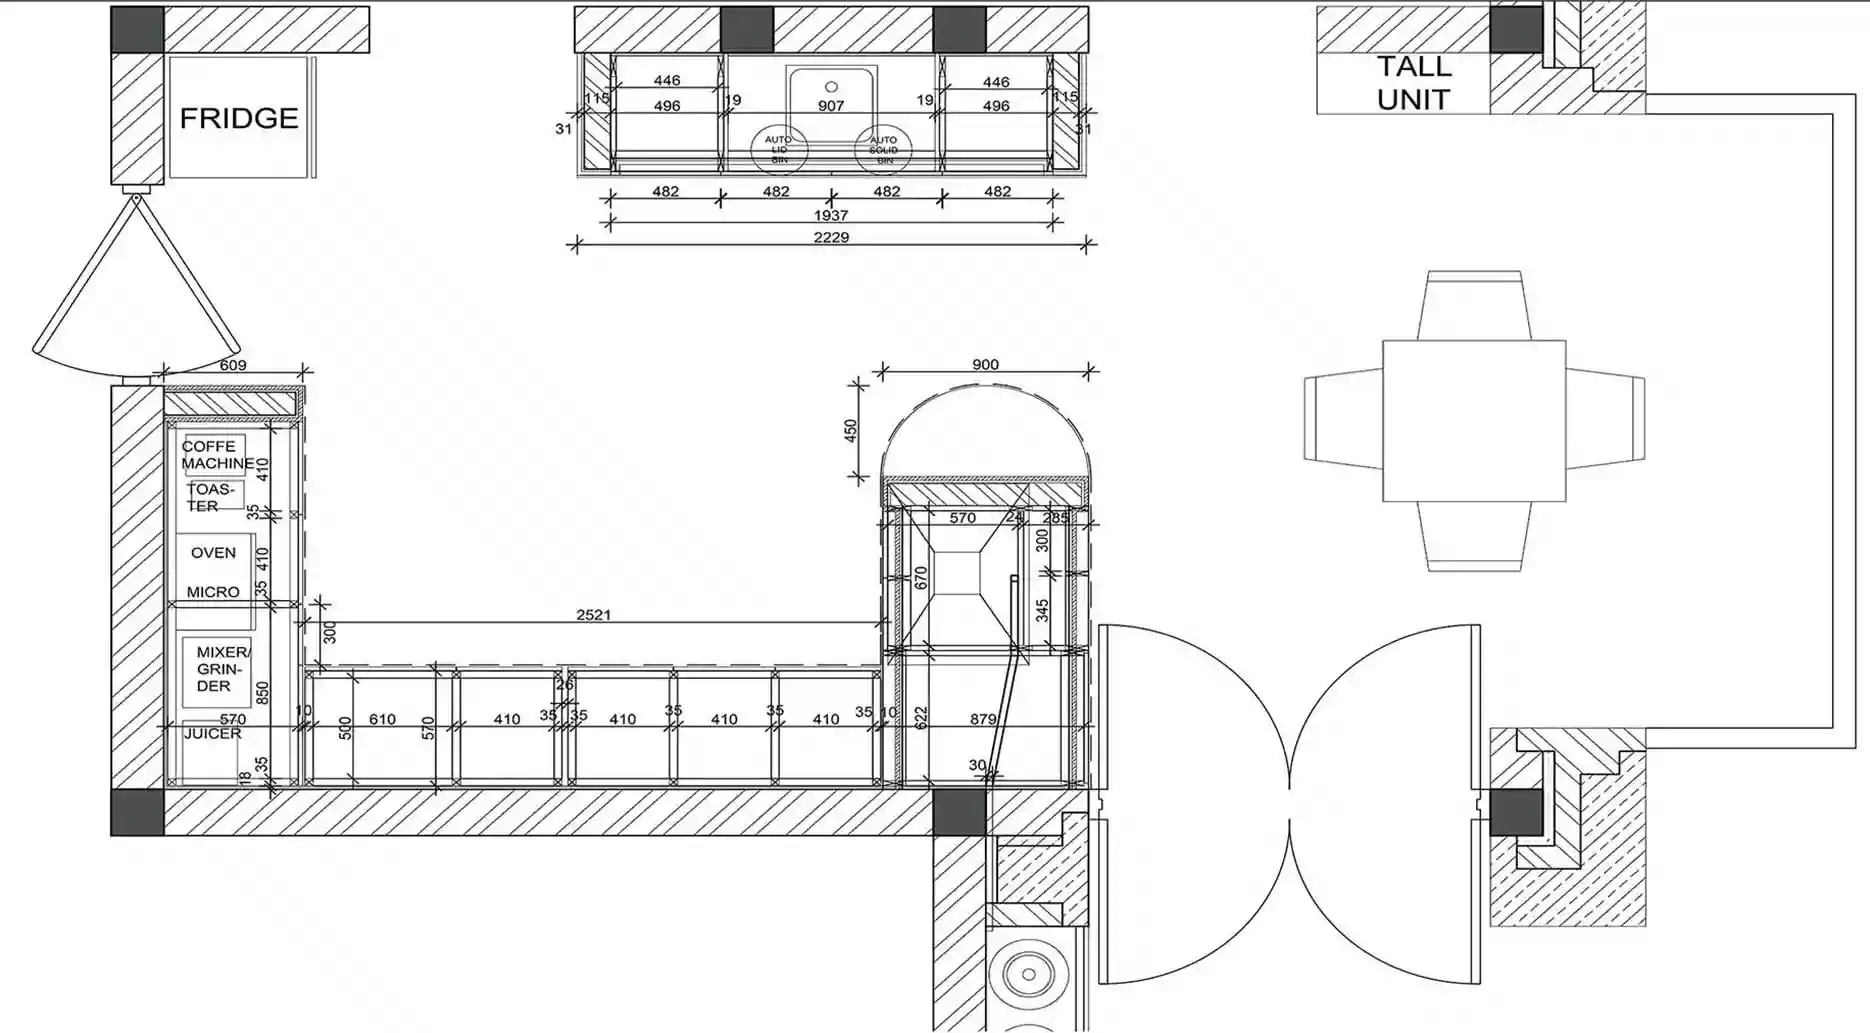 FRIDGE
TALL
UNIT
446
446
115
496
19
907
19
496
115
31
31
AUTO
LID
BIN
AUTO
SOLID
BIN
482
482
482
482
1937
2229
609
900
450
COFFE
MACHINE
410
TOAS-
TER
35
OVEN
410
MICRO
35
MIXER/
GRIN-
DER
850
570
JUICER
18
35
2521
300
10
500
610
570
410
35
26
35
410
35
410
35
410
35
10
570
24
285
300
670
345
622
879
30